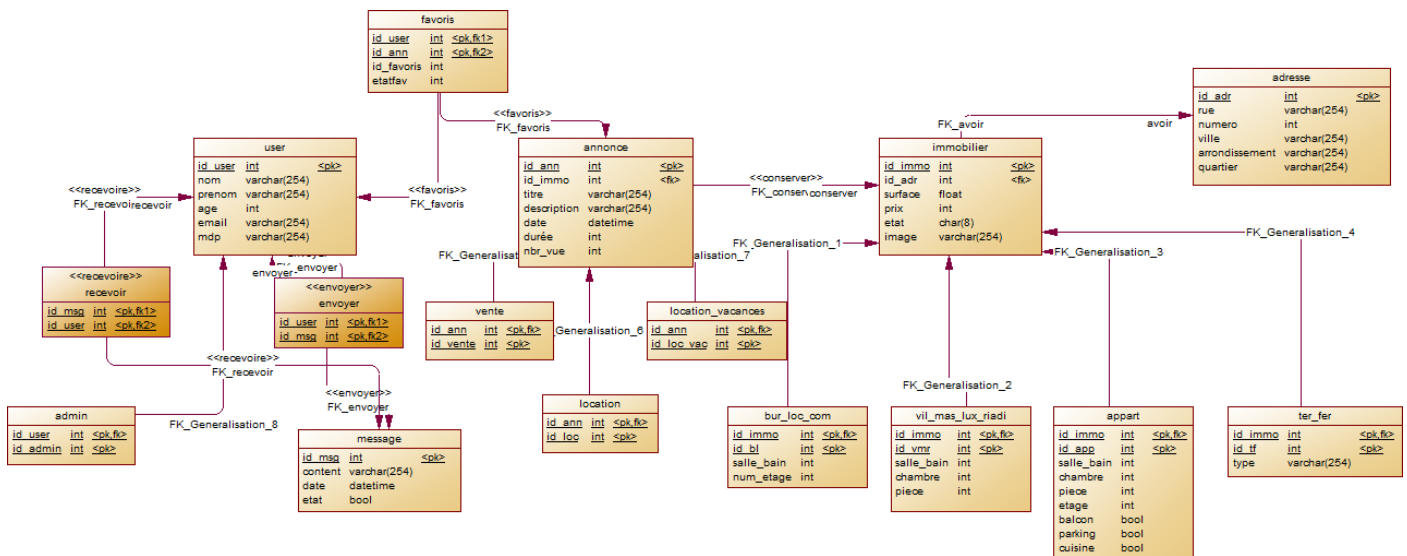 favoris
id_user int <pk,fk1>
id_ann int <pk,fk2>
id_favoris int
etatfav int
adresse
id_adr int <pk>
rue varchar(254)
numero int
ville varchar(254)
arrondissement varchar(254)
quartier varchar(254)
<<favoris>>
FK_favoris
FK_avoir
avoir
user
id_user int <pk>
nom varchar(254)
prenom varchar(254)
age int
email varchar(254)
mdp varchar(254)
annonce
id_ann int <pk>
id_immo int <fk>
titre varchar(254)
description varchar(254)
date datetime
durée int
nbr_vue int
immobilier
id_immo int <pk>
id_adr int <fk>
surface float
prix int
etat char(8)
image varchar(254)
<<recevoire>>
FK_recevoir
recevoir
<<favoris>>
FK_favoris
<<conserver>>
FK_conserver
conserver
FK_Generalisation_1
FK_Generalisation_4
FK_Generalisation_3
FK_Generalisa
alisation_7
envoyer
envoyer
envoyer
<<recevoire>>
recevoir
id_msg int <pk,fk1>
id_user int <pk,fk2>
<<envoyer>>
envoyer
id_user int <pk,fk1>
id_msg int <pk,fk2>
vente
id_ann int <pk,fk>
id_vente int <pk>
location_vacances
id_ann int <pk,fk>
id_loc_vac int <pk>
Generalisation_6
<<recevoire>>
FK_recevoir
<<envoyer>>
FK_envoyer
FK_Generalisation_2
FK_Generalisation_8
admin
id_user int <pk,fk>
id_admin int <pk>
location
id_ann int <pk,fk>
id_loc int <pk>
message
id_msg int <pk>
content varchar(254)
date datetime
etat bool
bur_loc_com
id_immo int <pk,fk>
id_bl int <pk>
salle_bain int
num_etage int
vil_mas_lux_riadi
id_immo int <pk,fk>
id_vmr int <pk>
salle_bain int
chambre int
piece int
appart
id_immo int <pk,fk>
id_app int <pk>
salle_bain int
chambre int
piece int
etage int
balcon bool
parking bool
cuisine bool
ter_fer
id_immo int <pk,fk>
id_tf int <pk>
type varchar(254)